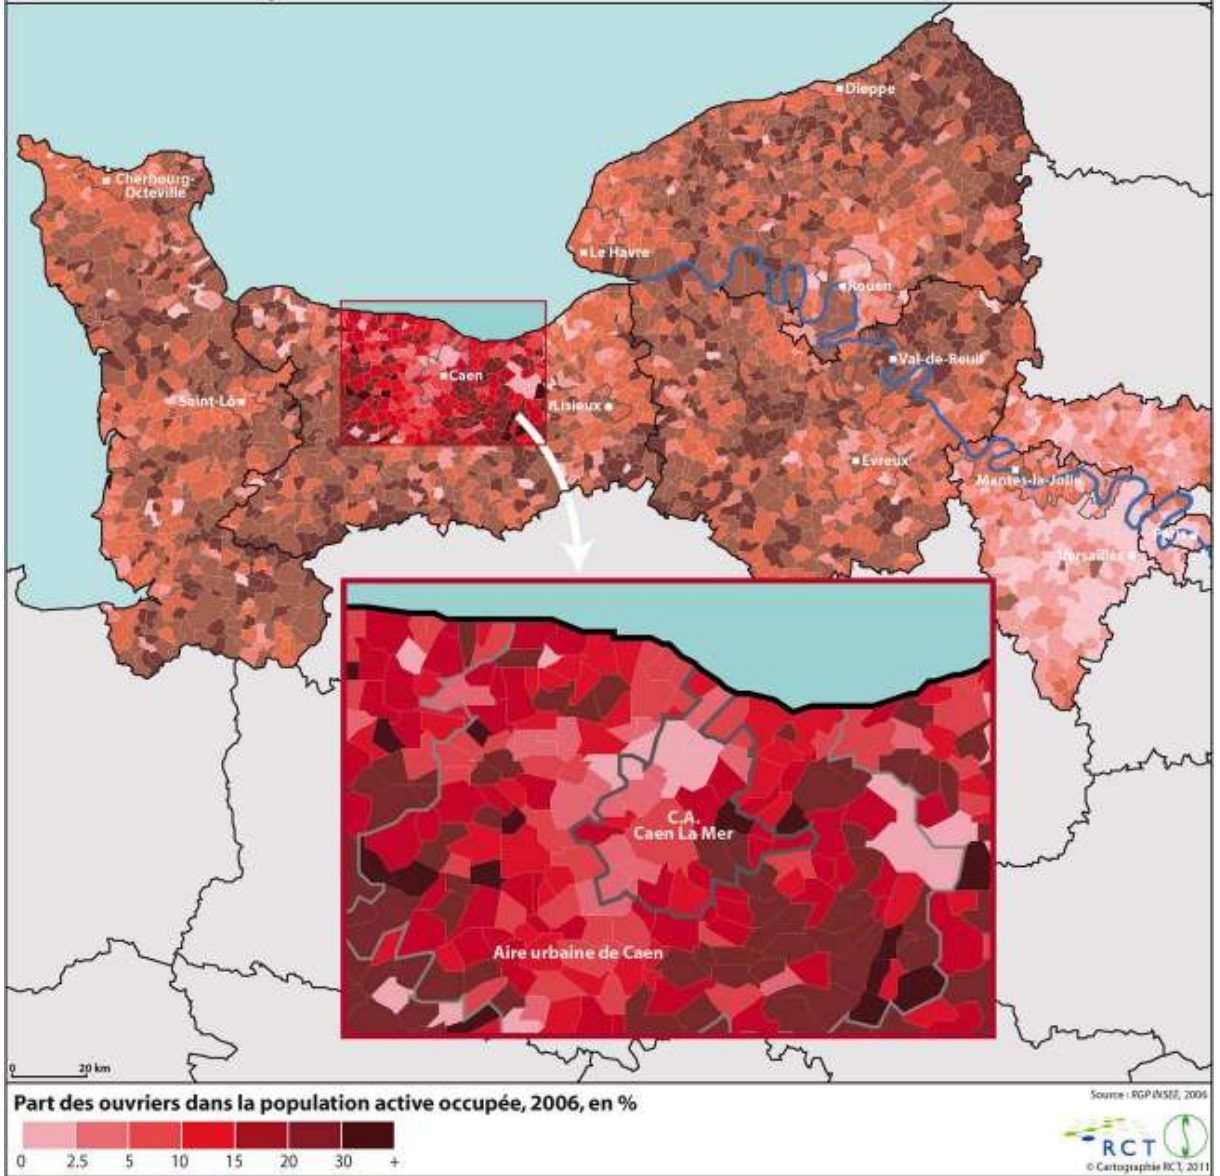 Dieppe
Cherbourg-
Octeville
Le Havre
Rouen
Val-de-Reuil
Caen
Saint-Lô
Lisieux
Evreux
Mantes-la-Jolie
Versailles
C.A.
Caen La Mer
Aire urbaine de Caen
0 20 km
Part des ouvriers dans la population active occupée, 2006, en %
0 2.5 5 10 15 20 30 +
Source : RGP INSEE, 2006
RCT
© Cartographie RCT, 2011